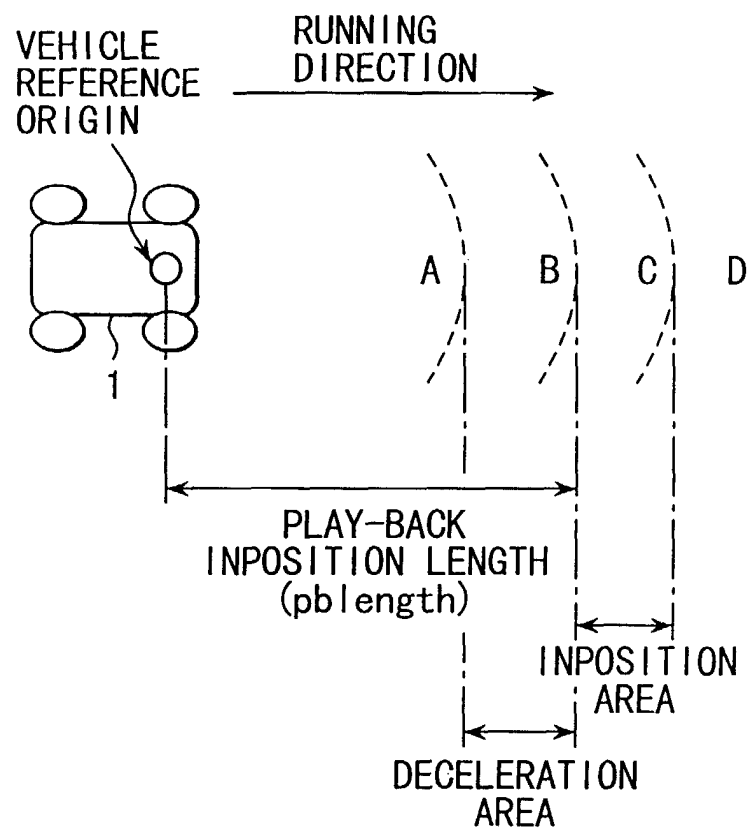 VEHICLE
REFERENCE
ORIGIN
RUNNING
DIRECTION
A B C D
1
PLAY-BACK
INPOSITION LENGTH
(pblength)
INPOSITION
AREA
DECELERATION
AREA